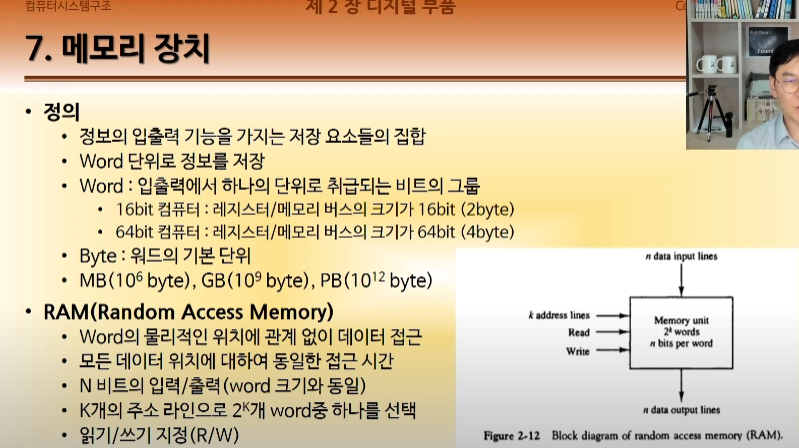 컴퓨터시스템구조
제 2 장 디지털 부품
Co
7. 메모리 장치
• 정의
• 정보의 입출력 기능을 가지는 저장 요소들의 집합
• Word 단위로 정보를 저장
• Word : 입출력에서 하나의 단위로 취급되는 비트의 그룹
• 16bit 컴퓨터 : 레지스터/메모리 버스의 크기가 16bit (2byte)
• 64bit 컴퓨터 : 레지스터/메모리 버스의 크기가 64bit (4byte)
• Byte : 워드의 기본 단위
• MB(10⁶ byte), GB(10⁹ byte), PB(10¹² byte)
• RAM(Random Access Memory)
• Word의 물리적인 위치에 관계 없이 데이터 접근
• 모든 데이터 위치에 대하여 동일한 접근 시간
• N 비트의 입력/출력(word 크기와 동일)
• K개의 주소 라인으로 2ᴷ개 word중 하나를 선택
• 읽기/쓰기 지정(R/W)
n data input lines
k address lines
Read
Write
Memory unit
2ᵏ words
n bits per word
n data output lines
Figure 2-12 Block diagram of random access memory (RAM).